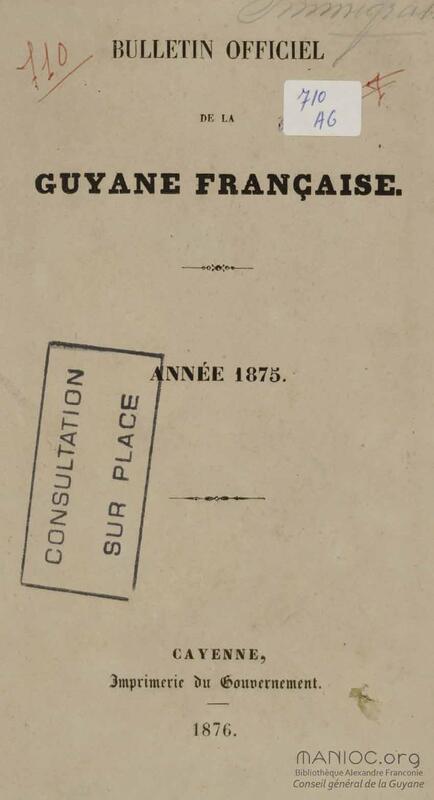 Immigrat
110
BULLETIN OFFICIEL
DE LA
710
AG
GUYANE FRANÇAISE.
ANNÉE 1875.
CONSULTATION
SUR PLACE
CAYENNE,
Imprimerie du Gouvernement.
1876.
MANIOC.org
Bibliothèque Alexandre Franconie
Conseil général de la Guyane